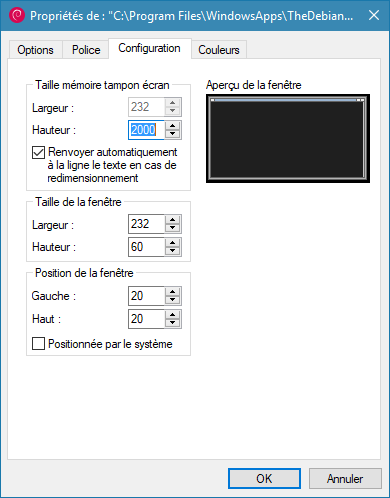 Propriétés de : "C:\Program Files\WindowsApps\TheDebian...
Options
Police
Configuration
Couleurs
Taille mémoire tampon écran
Largeur :
232
Hauteur :
2000
Renvoyer automatiquement
à la ligne le texte en cas de
redimensionnement
Taille de la fenêtre
Largeur :
232
Hauteur :
60
Position de la fenêtre
Gauche :
20
Haut :
20
Positionnée par le système
Aperçu de la fenêtre
OK
Annuler